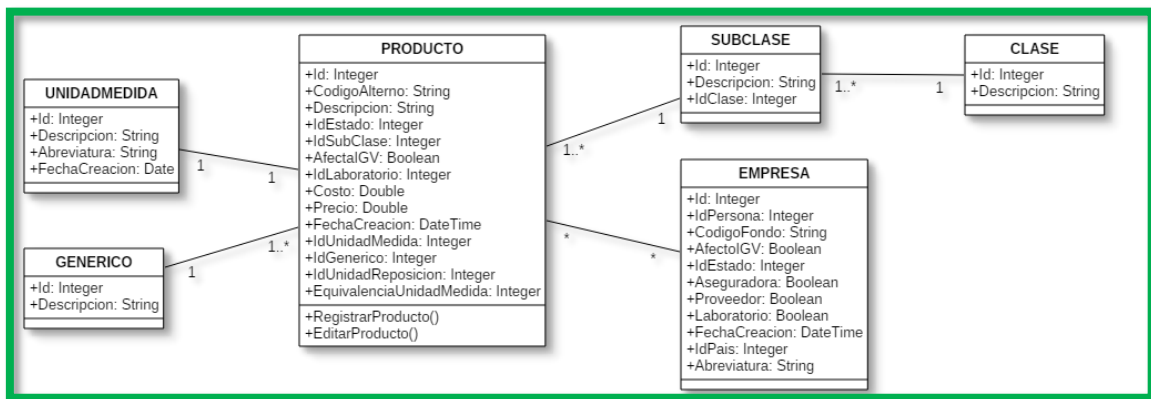 UNIDADMEDIDA
+Id: Integer
+Descripcion: String
+Abreviatura: String
+FechaCreacion: Date
1
1
GENERICO
+Id: Integer
+Descripcion: String
1
1..*
PRODUCTO
+Id: Integer
+CodigoAlterno: String
+Descripcion: String
+IdEstado: Integer
+IdSubClase: Integer
+AfectaIGV: Boolean
+IdLaboratorio: Integer
+Costo: Double
+Precio: Double
+FechaCreacion: DateTime
+IdUnidadMedida: Integer
+IdGenerico: Integer
+IdUnidadReposicion: Integer
+EquivalenciaUnidadMedida: Integer
+RegistrarProducto()
+EditarProducto()
1..*
1
*
*
SUBCLASE
+Id: Integer
+Descripcion: String
+IdClase: Integer
1..*
1
CLASE
+Id: Integer
+Descripcion: String
EMPRESA
+Id: Integer
+IdPersona: Integer
+CodigoFondo: String
+AfectoIGV: Boolean
+IdEstado: Integer
+Aseguradora: Boolean
+Proveedor: Boolean
+Laboratorio: Boolean
+FechaCreacion: DateTime
+IdPais: Integer
+Abreviatura: String